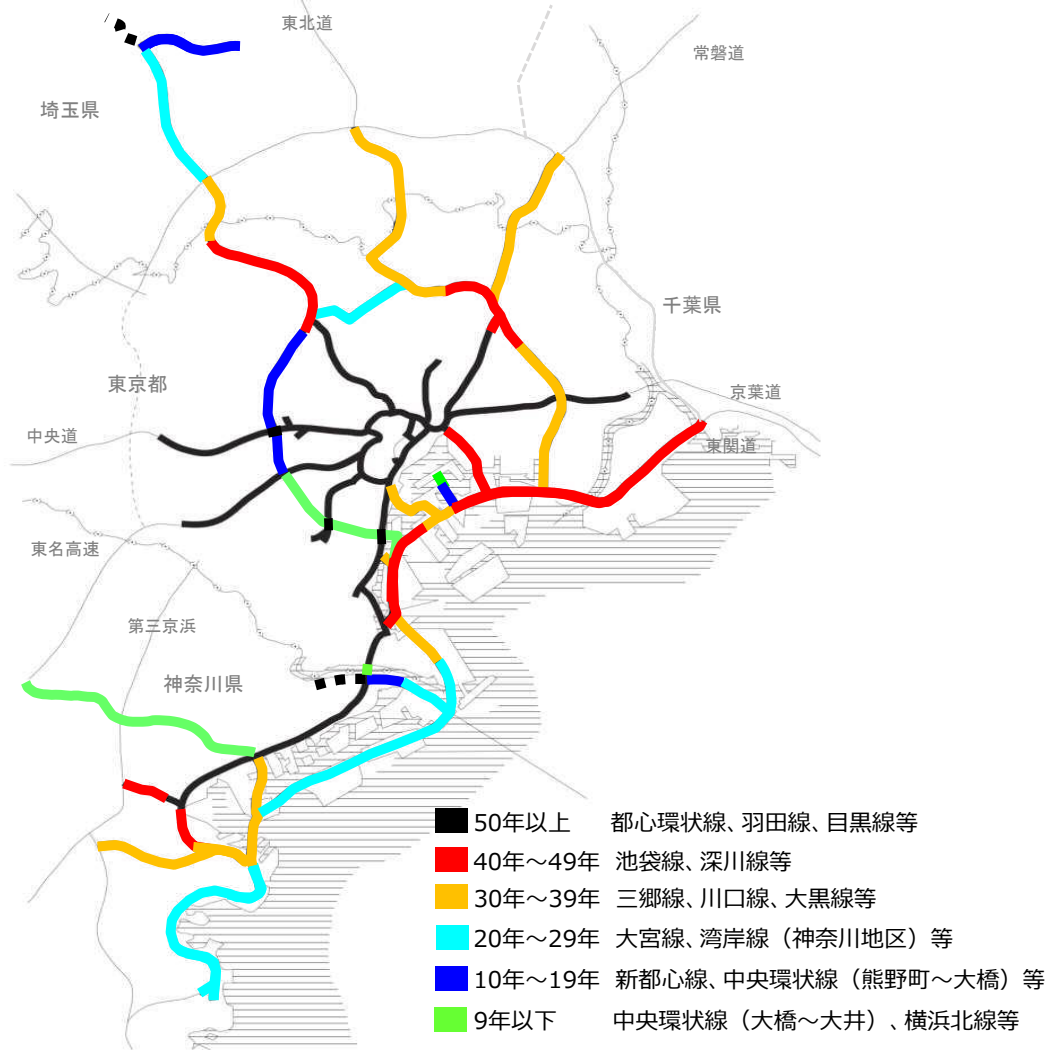 東北道
常磐道
埼玉県
千葉県
東京都
京葉道
中央道
東関道
東名高速
第三京浜
神奈川県
50年以上 都心環状線、羽田線、目黒線等
40年～49年 池袋線、深川線等
30年～39年 三郷線、川口線、大黒線等
20年～29年 大宮線、湾岸線（神奈川地区）等
10年～19年 新都心線、中央環状線（熊野町～大橋）等
9年以下 中央環状線（大橋～大井）、横浜北線等